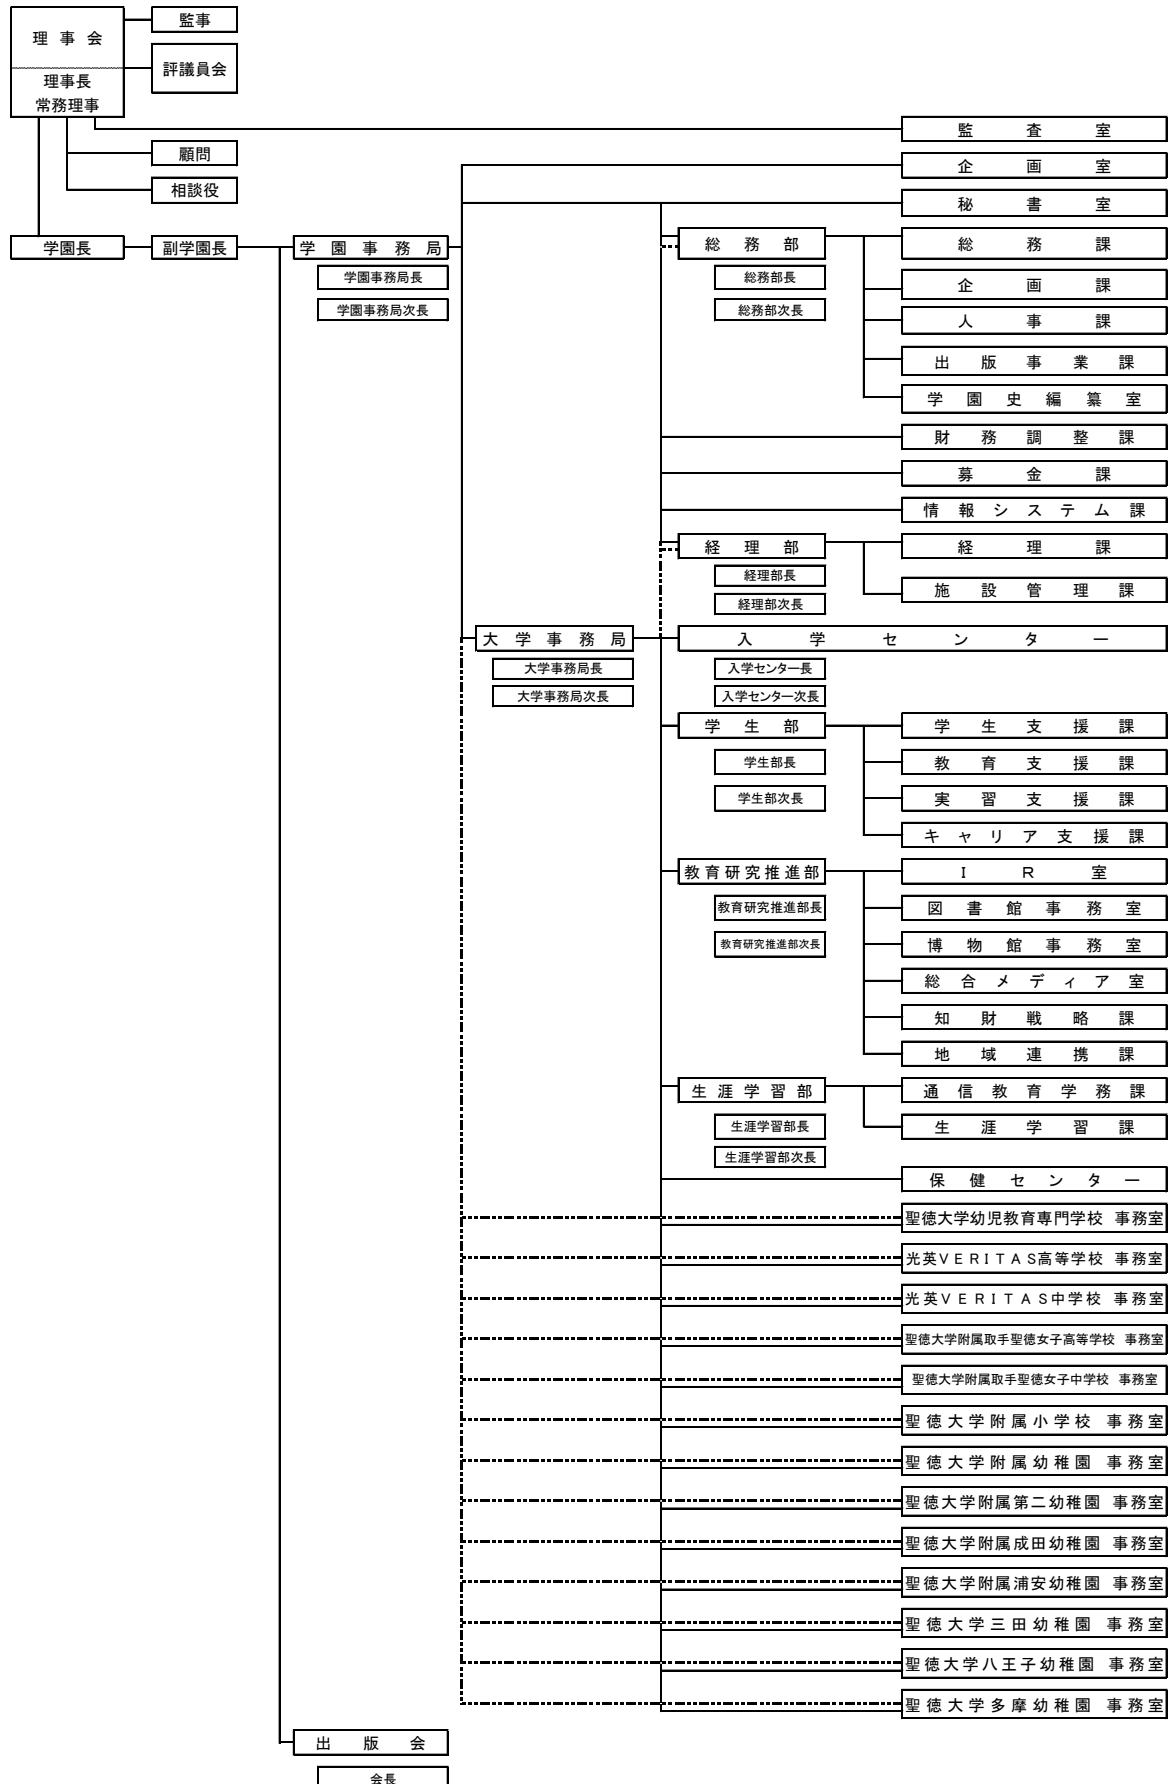 監事
理事会
評議員会
理事長
常務理事
監査室
顧問
企画室
相談役
秘書室
学園長
副学園長
学園事務局
総務部
総務課
学園事務局長
総務部長
企画課
学園事務局次長
総務部次長
人事課
出版事業課
学園史編纂室
財務調整課
募金課
情報システム課
経理部
経理課
経理部長
施設管理課
経理部次長
大学事務局
入学センター
大学事務局長
入学センター長
大学事務局次長
入学センター次長
学生部
学生支援課
学生部長
教育支援課
学生部次長
実習支援課
キャリア支援課
教育研究推進部
IR室
教育研究推進部長
図書館事務室
教育研究推進部次長
博物館事務室
総合メディア室
知財戦略課
地域連携課
生涯学習部
通信教育学務課
生涯学習部長
生涯学習課
生涯学習部次長
保健センター
聖徳大学幼児教育専門学校 事務室
光英VERITAS高等学校 事務室
光英VERITAS中学校 事務室
聖徳大学附属取手聖徳女子高等学校 事務室
聖徳大学附属取手聖徳女子中学校 事務室
聖徳大学附属小学校 事務室
聖徳大学附属幼稚園 事務室
聖徳大学附属第二幼稚園 事務室
聖徳大学附属成田幼稚園 事務室
聖徳大学附属浦安幼稚園 事務室
聖徳大学三田幼稚園 事務室
聖徳大学八王子幼稚園 事務室
聖徳大学多摩幼稚園 事務室
出版会
会長